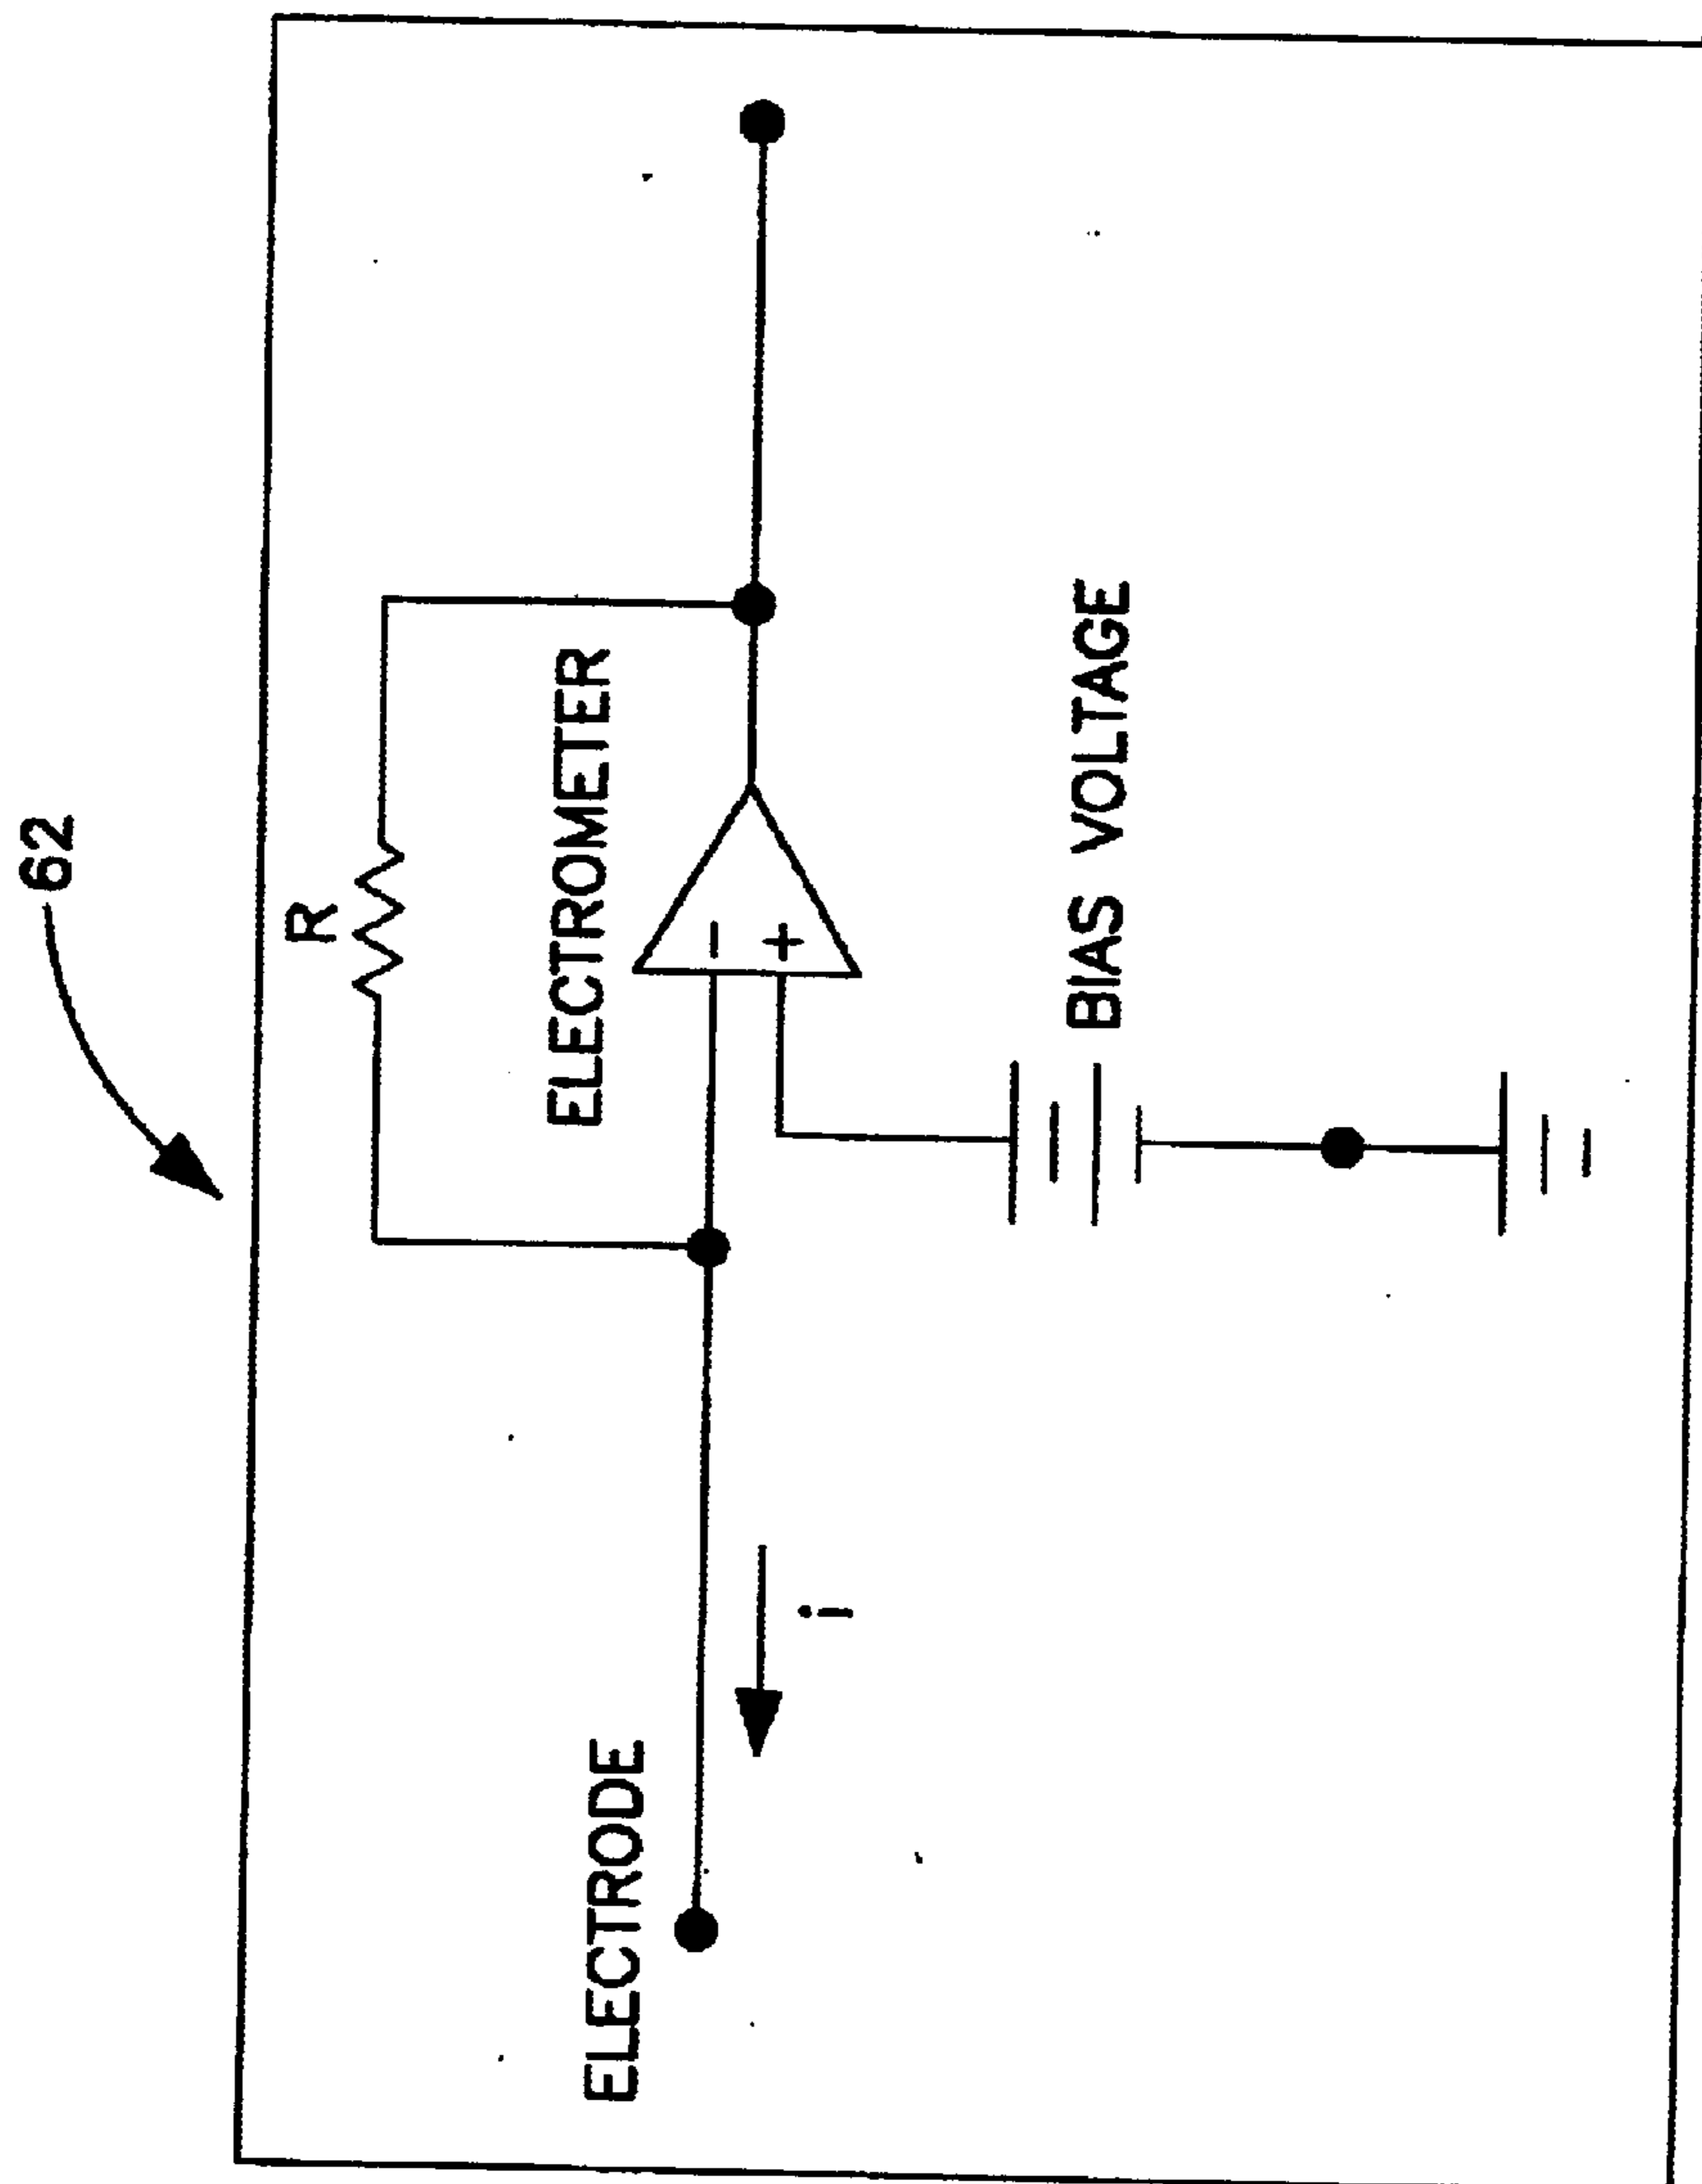 62
R
ELECTROMETER
-
+
BIAS VOLTAGE
ELECTRODE
i